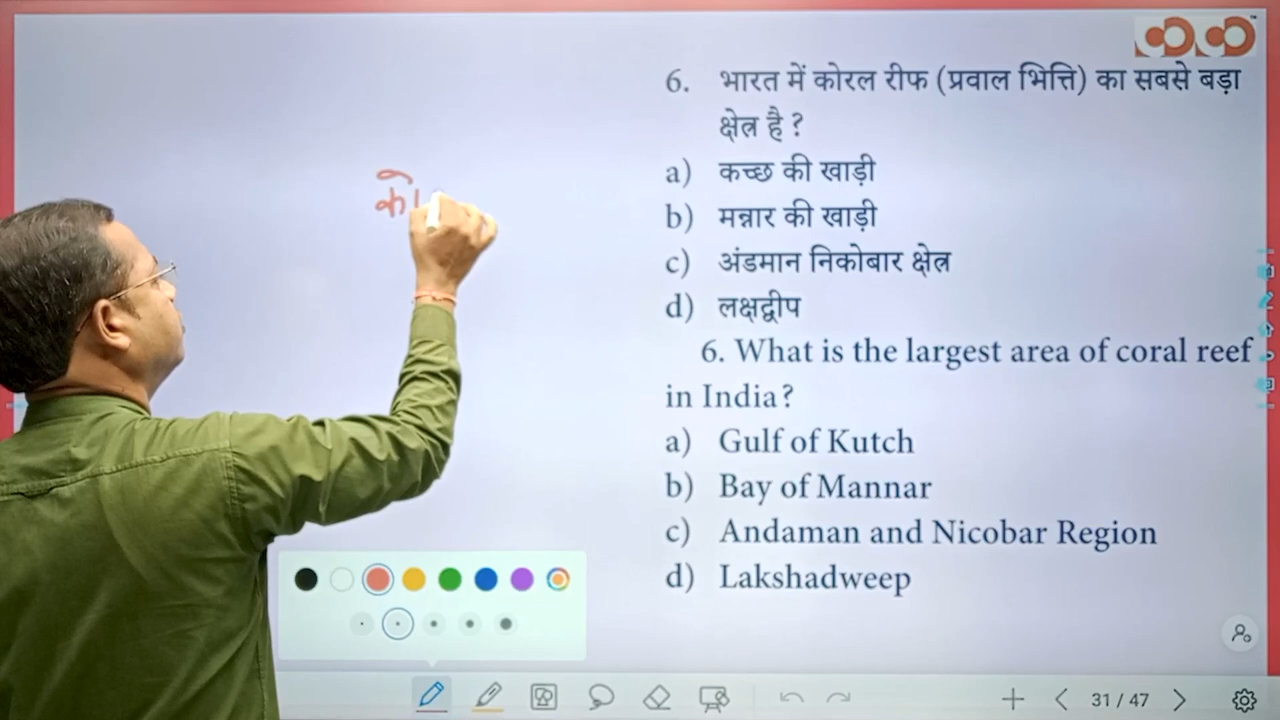 को
6. भारत में कोरल रीफ (प्रवाल भित्ति) का सबसे बड़ा
क्षेत्र है ?
a) कच्छ की खाड़ी
b) मन्नार की खाड़ी
c) अंडमान निकोबार क्षेत्र
d) लक्षद्वीप
6. What is the largest area of coral reef
in India?
a) Gulf of Kutch
b) Bay of Mannar
c) Andaman and Nicobar Region
d) Lakshadweep
31 / 47